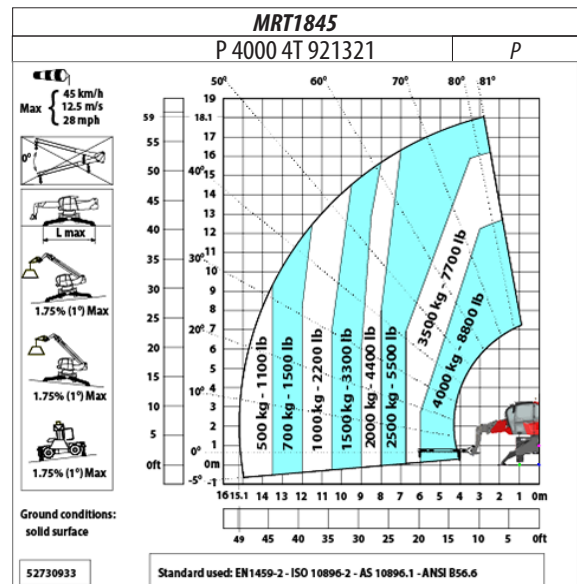 MRT1845
P 4000 4T 921321
P
Max
45 km/h
12.5 m/s
28 mph
0°
L max
1.75% (1°) Max
1.75% (1°) Max
1.75% (1°) Max
Ground conditions:
solid surface
52730933
50°
60°
70°
80°
81°
40°
30°
20°
10°
0°
-5°
59
55
50
45
40
35
30
25
20
15
10
5
0ft
19
18.1
17
16
15
14
13
12
11
10
9
8
7
6
5
4
3
2
1
0m
-1
500 kg - 1100 lb
700 kg - 1500 lb
1000 kg - 2200 lb
1500 kg -3300 lb
2000 kg - 4400 lb
2500 kg - 5500 lb
3500 kg - 7700 lb
4000 kg - 8800 lb
16 15.1 14 13 12 11 10 9 8 7 6 5 4 3 2 1 0m
49 45 40 35 30 25 20 15 10 5 0ft
Standard used: EN1459-2 - ISO 10896-2 - AS 10896.1 - ANSI B56.6